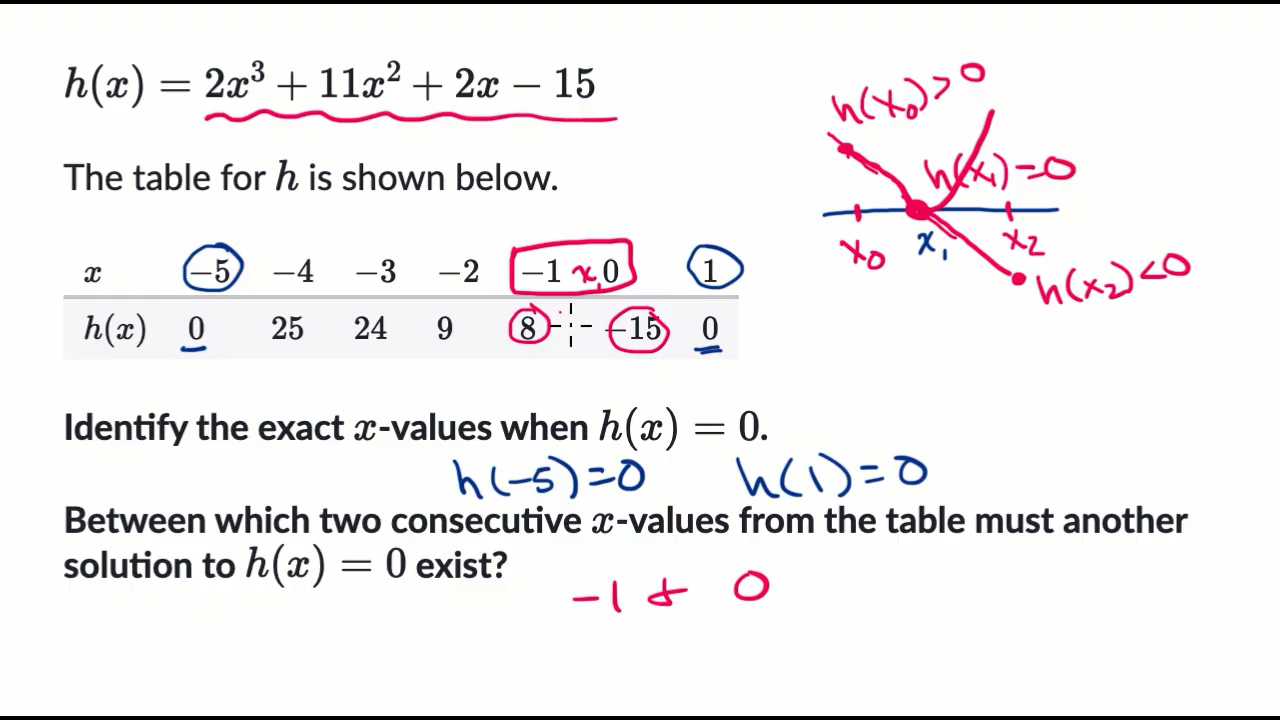 h(x) = 2x³ + 11x² + 2x − 15
h(x₀) > 0
The table for h is shown below.
h(x₁) = 0
x₀ x₁ x₂
x −5 −4 −3 −2 −1 x, 0 1
h(x₂) < 0
h(x) 0 25 24 9 8 −15 0
Identify the exact x-values when h(x) = 0.
h(−5) = 0 h(1) = 0
Between which two consecutive x-values from the table must another
solution to h(x) = 0 exist?
−1 & 0